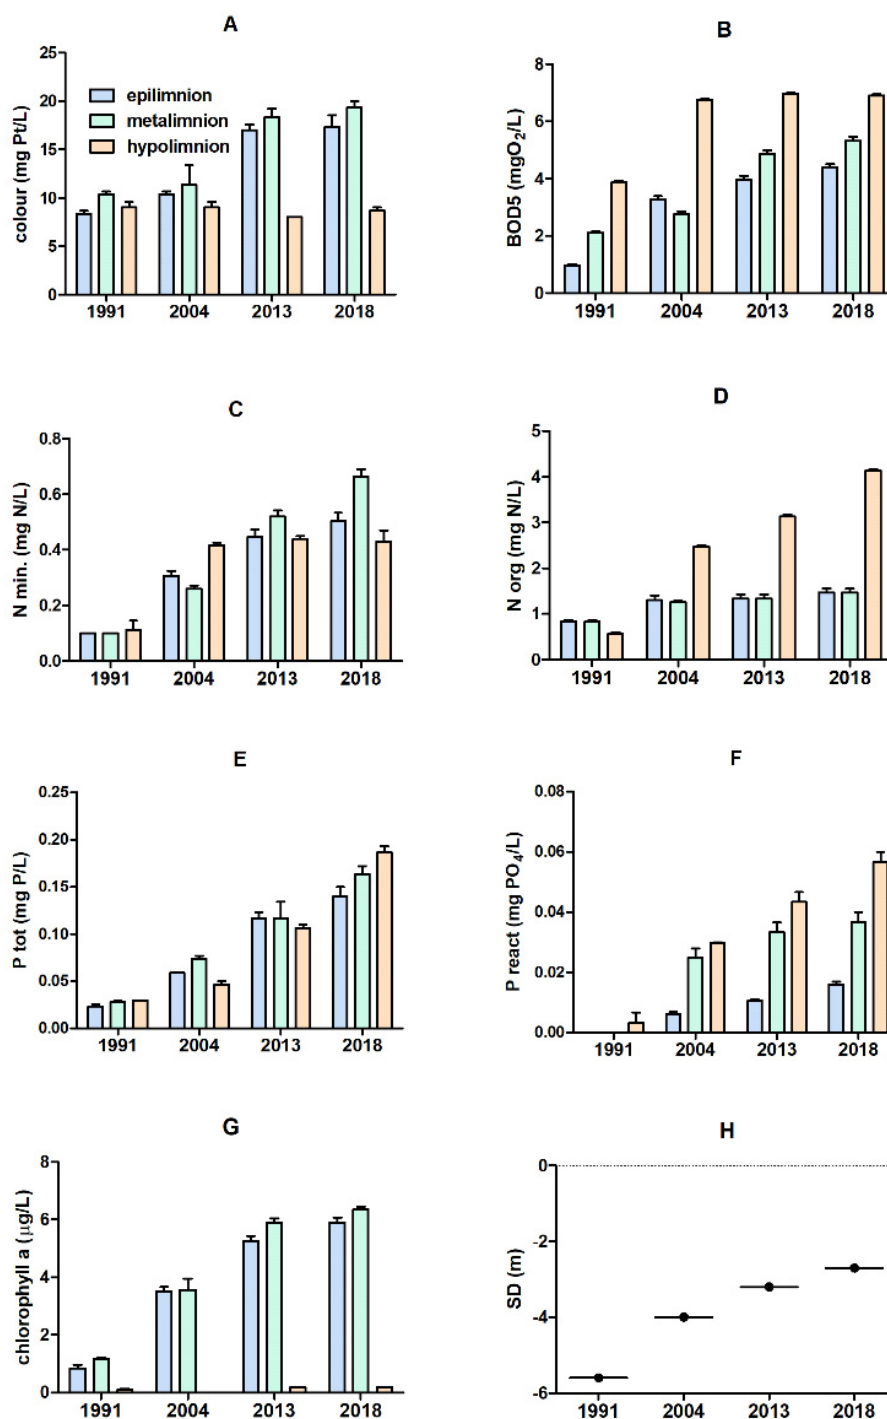 A
colour (mg Pt/L)
25
20
15
10
5
0
epilimnion
metalimnion
hypolimnion
1991 2004 2013 2018
B
BOD5 (mgO₂/L)
8
6
4
2
0
1991 2004 2013 2018
C
N min. (mg N/L)
0.8
0.6
0.4
0.2
0.0
1991 2004 2013 2018
D
N org (mg N/L)
5
4
3
2
1
0
1991 2004 2013 2018
E
P tot (mg P/L)
0.25
0.20
0.15
0.10
0.05
0.00
1991 2004 2013 2018
F
P react (mg PO₄/L)
0.08
0.06
0.04
0.02
0.00
1991 2004 2013 2018
G
chlorophyll a (µg/L)
8
6
4
2
0
1991 2004 2013 2018
H
SD (m)
0
-2
-4
-6
1991 2004 2013 2018